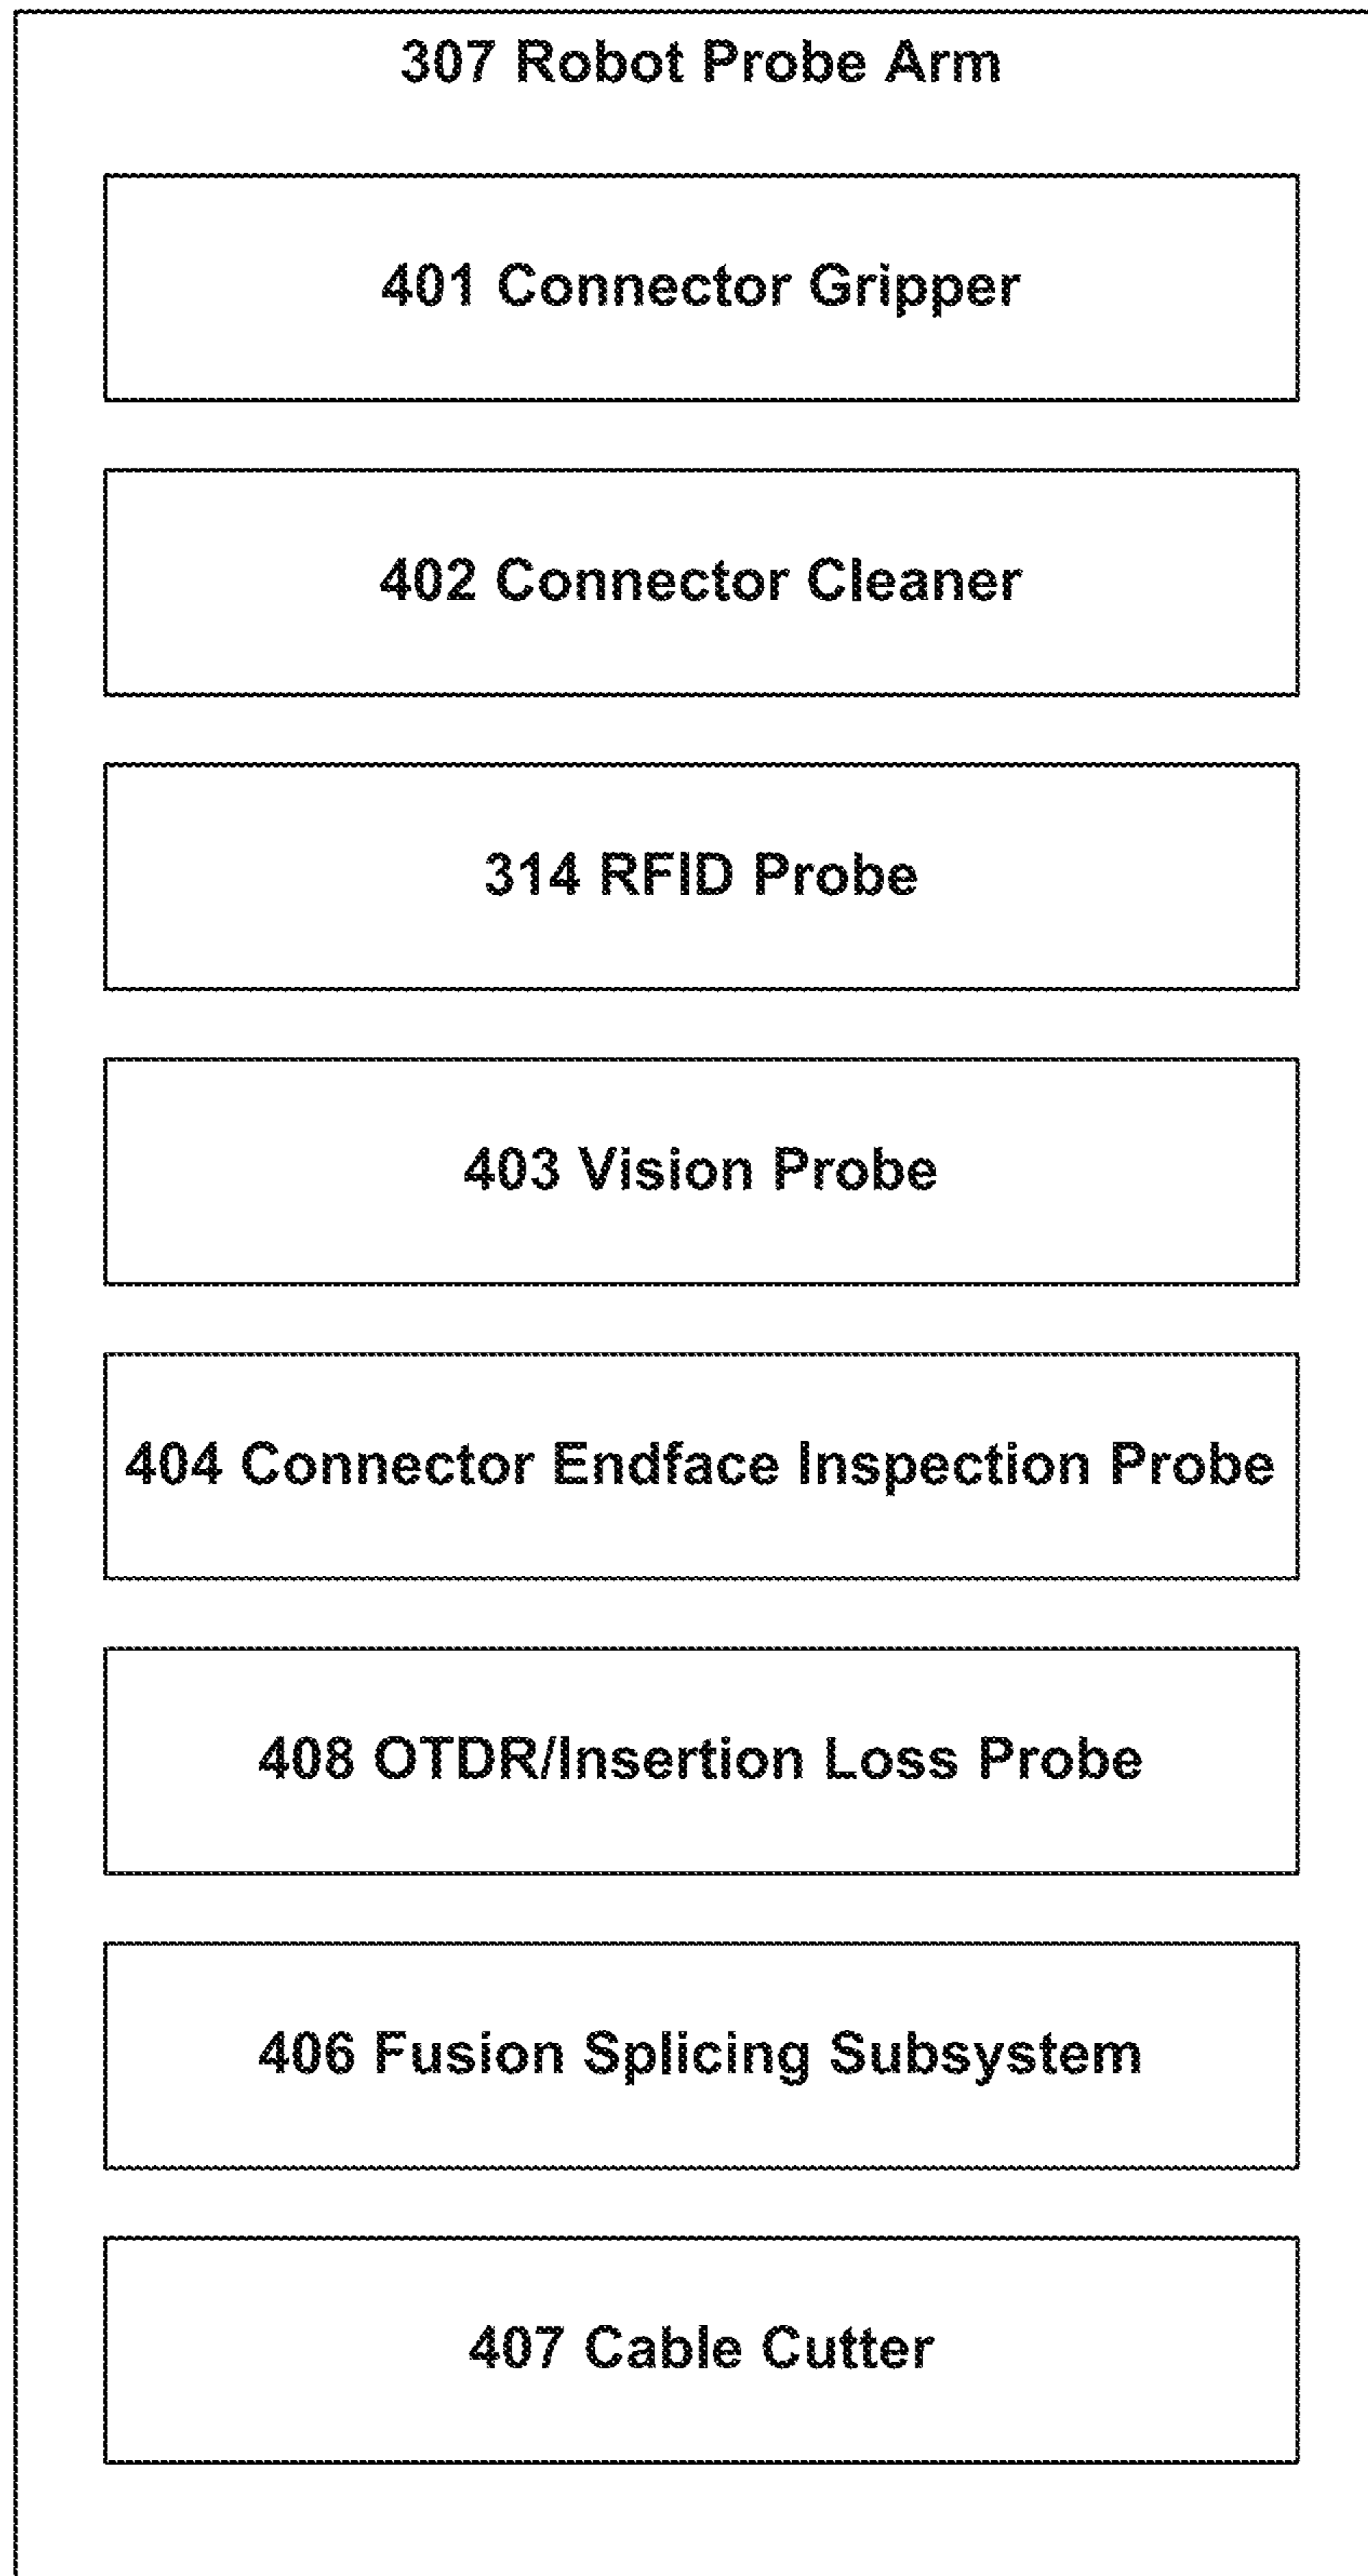 307 Robot Probe Arm
401 Connector Gripper
402 Connector Cleaner
314 RFID Probe
403 Vision Probe
404 Connector Endface Inspection Probe
408 OTDR/Insertion Loss Probe
406 Fusion Splicing Subsystem
407 Cable Cutter